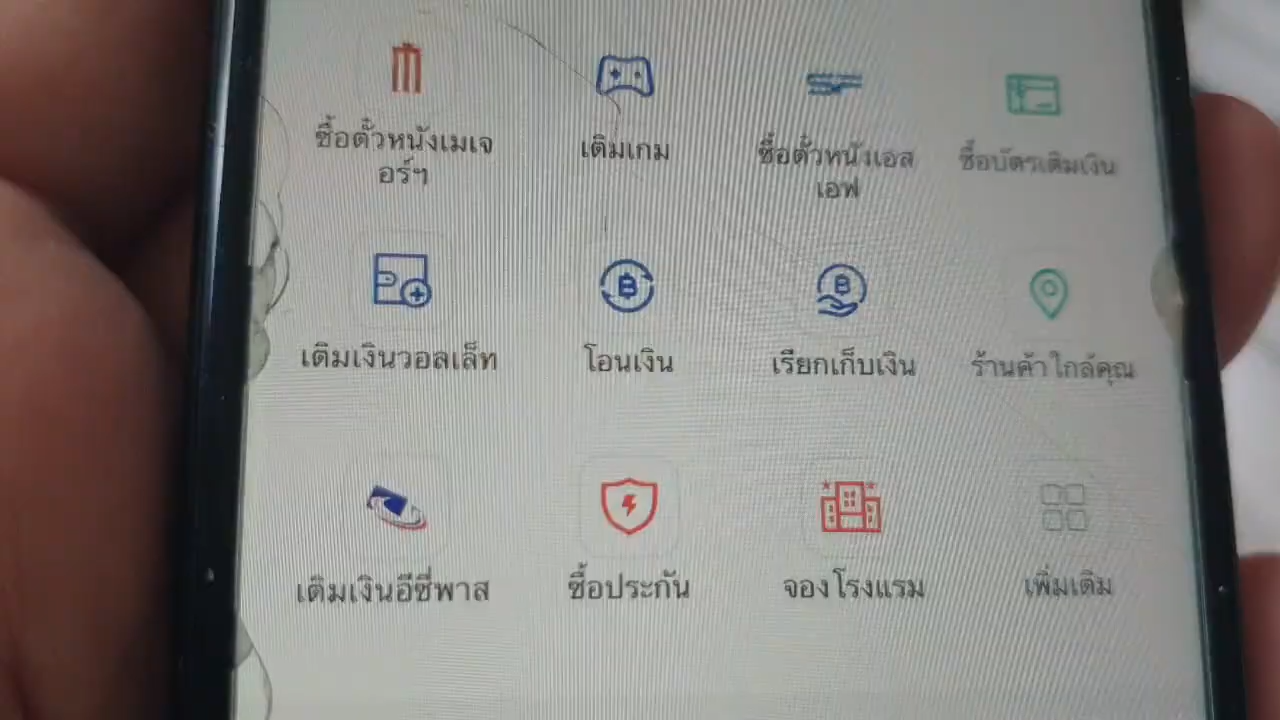 ซื้อตั๋วหนังเมเจ
อร์ฯ
เติมเกม
ซื้อตั๋วหนังเอส
เอฟ
ซื้อบัตรเติมเงิน
เติมเงินวอลเล็ท
โอนเงิน
เรียกเก็บเงิน
ร้านค้าใกล้คุณ
เติมเงินอีซี่พาส
ซื้อประกัน
จองโรงแรม
เพิ่มเติม